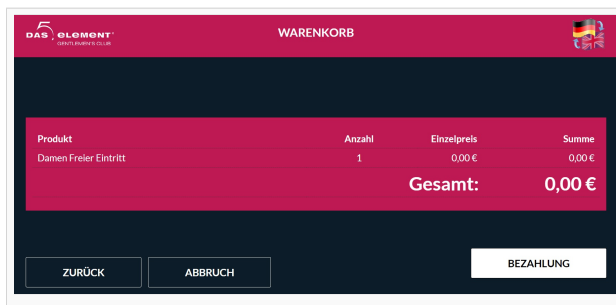 DAS 5 ELEMENT
GENTLEMEN'S CLUB
WARENKORB
Produkt Anzahl Einzelpreis Summe
Damen Freier Eintritt 1 0,00 € 0,00 €
Gesamt: 0,00 €
ZURÜCK ABBRUCH BEZAHLUNG